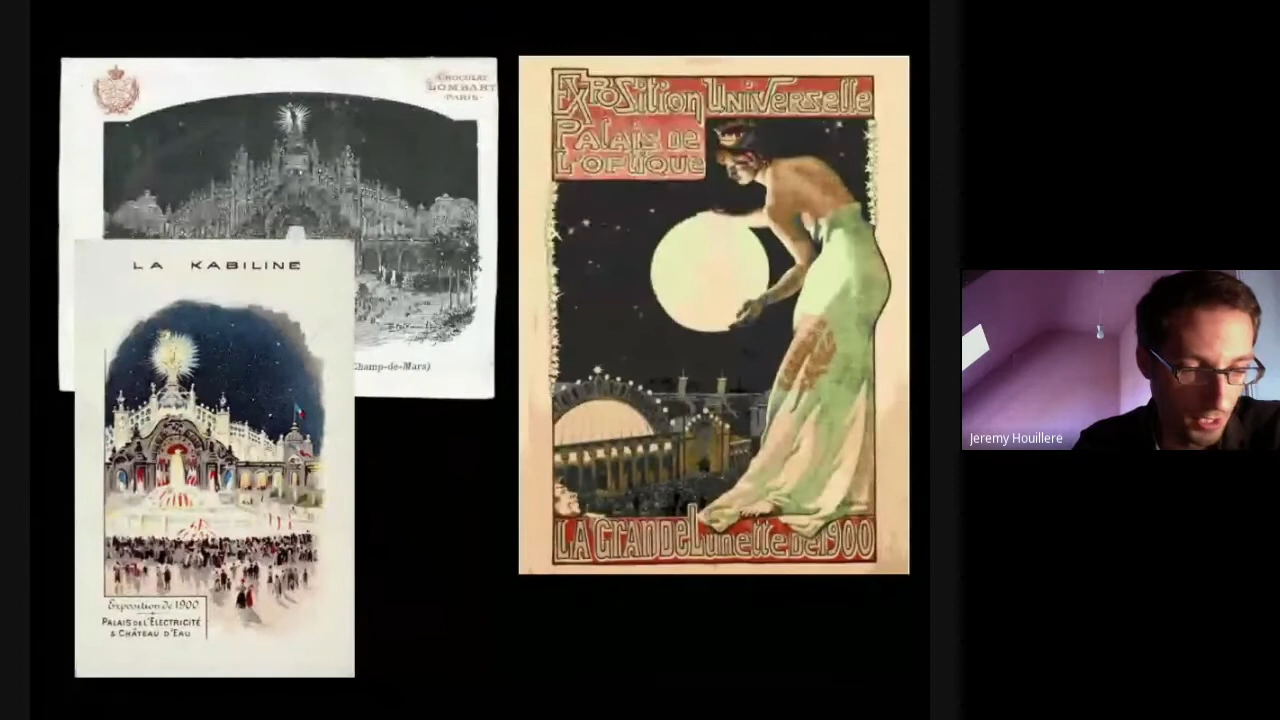 CHOCOLAT
LOMBART
PARIS
Champ-de-Mars)
LA KABILINE
Exposition de 1900
PALAIS DE L'ELECTRICITÉ
& CHÂTEAU D'EAU
EXPOSITION UNIVERSELLE
PALAIS DE
L'OPTIQUE
LA GRANDE LUNETTE DE 1900
Jeremy Houillere